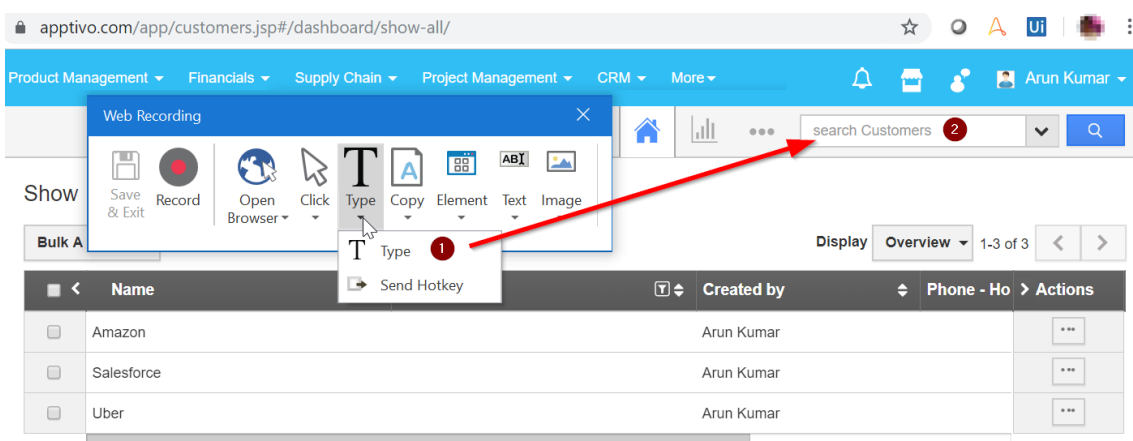 apptivo.com/app/customers.jsp#/dashboard/show-all/
Ui
Product Management Financials Supply Chain Project Management CRM More Arun Kumar
Web Recording
search Customers 2
Save & Exit
Record
Open Browser
Click
Type
Copy
Element
Text
Image
T
A
ABI
Show
Bulk A
T Type 1
Send Hotkey
Display Overview 1-3 of 3
Name Created by Phone - Ho Actions
Amazon Arun Kumar
Salesforce Arun Kumar
Uber Arun Kumar